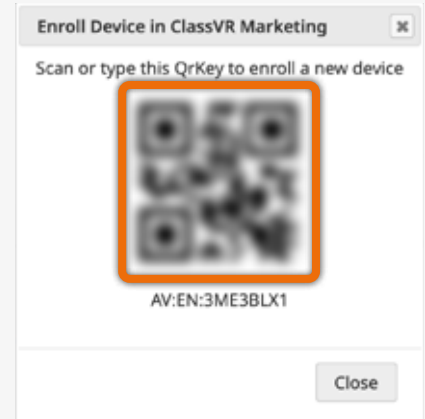 Enroll Device in ClassVR Marketing
Scan or type this QrKey to enroll a new device
AV:EN:3ME3BLX1
Close